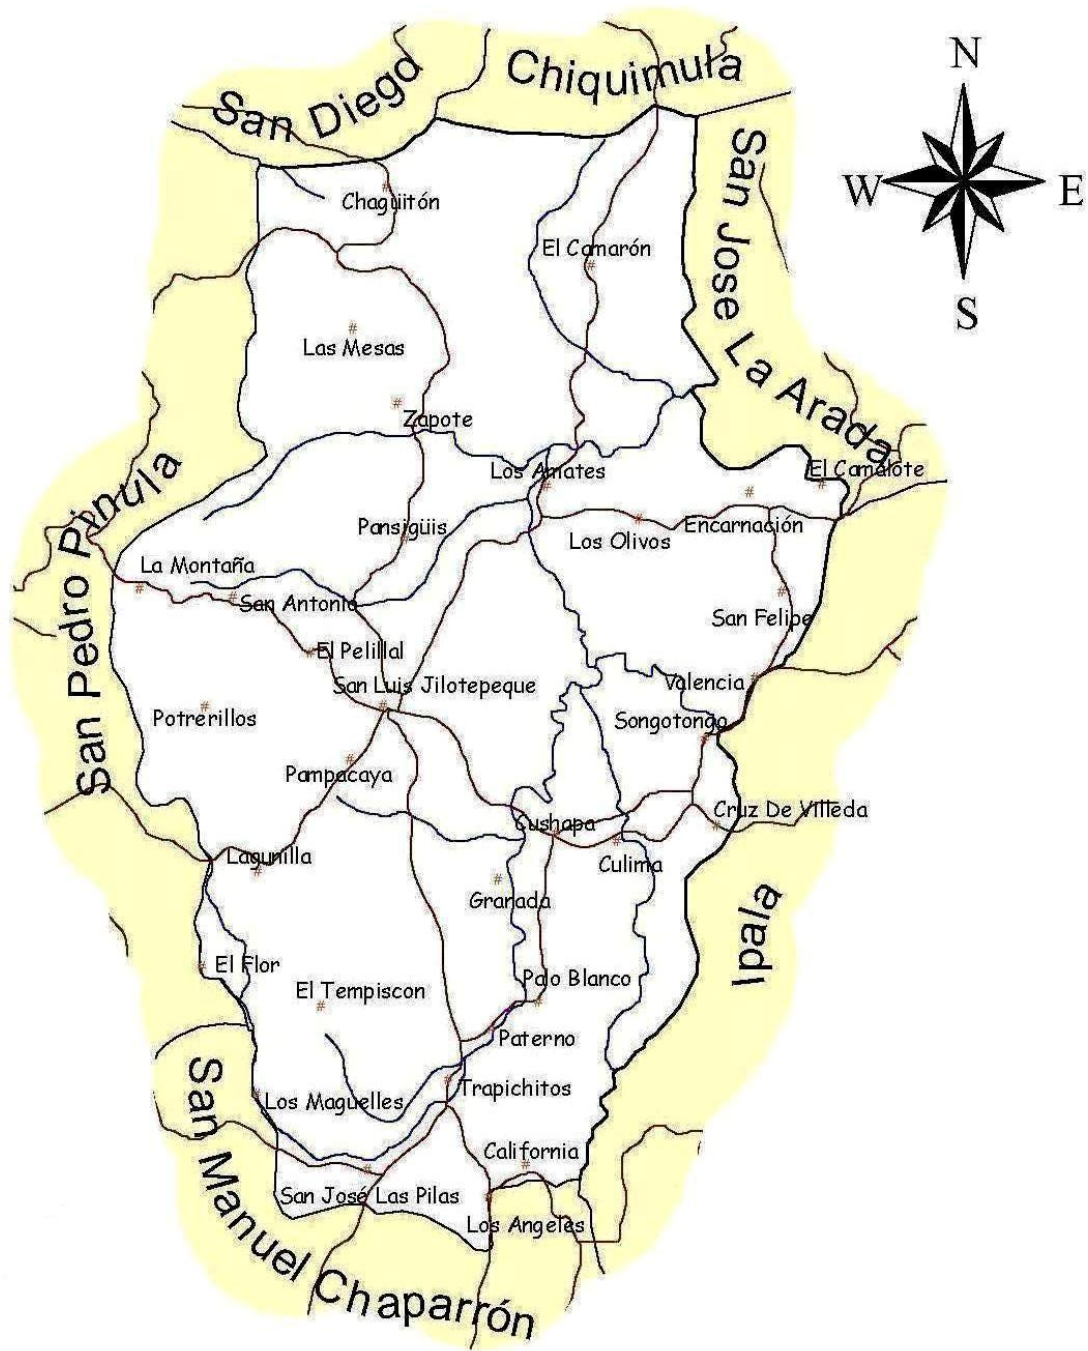 N
W
E
S
San Diego
Chiquimula
San Jose La Arada
San Pedro Pinula
Ipala
San Manuel Chaparrón
Chagüitón
El Camarón
Las Mesas
Zapote
Los Amates
El Camalote
Pansigüis
Encarnación
Los Olivos
La Montaña
San Antonio
San Felipe
El Pelillal
San Luis Jilotepeque
Valencia
Potrerillos
Songotongo
Pampacaya
Cruz De Villeda
Cushapa
Lagunilla
Culima
Granada
El Flor
Palo Blanco
El Tempiscon
Paterno
Trapichitos
Los Maguelles
California
San José Las Pilas
Los Angeles